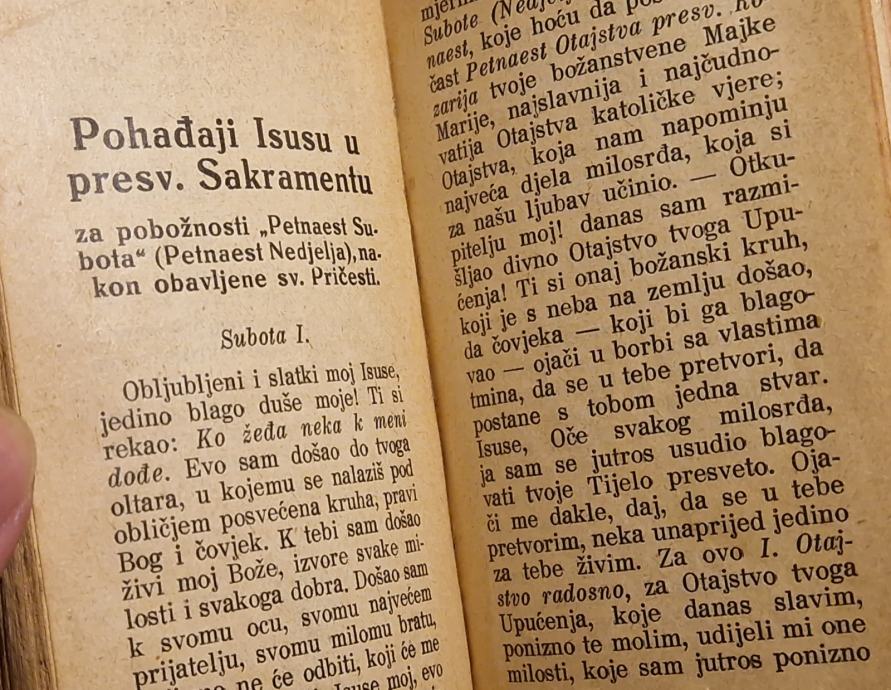 Pohađaji Isusu u
presv. Sakramentu
za pobožnosti „Petnaest Su-
bota“ (Petnaest Nedjelja), na-
kon obavljene sv. Pričesti.
Subota I.
Obljubljeni i slatki moj Isuse,
jedino blago duše moje! Ti si
rekao: Ko žeđa neka k meni
dođe. Evo sam došao do tvoga
oltara, u kojemu se nalaziš pod
obličjem posvećena kruha, pravi
Bog i čovjek. K tebi sam došao
živi moj Bože, izvore svake mi-
losti i svakoga dobra. Došao sam
k svomu ocu, svomu najvećem
prijatelju, svomu milomu bratu,
ne će odbiti, koji će me
Isuse moj, evo
Subote
naest, koje hoću da
čast Petnaest Otajstva presv.
zarija tvoje božanstvene Majke
Marije, najslavnija i najčudno-
vatija Otajstva katoličke vjere;
Otajstva, koja nam napominju
najveća djela milosrđa, koja si
za našu ljubav učinio. — Otku-
pitelju moj! danas sam razmi-
šljao divno Otajstvo tvoga Upu-
ćenja! Ti si onaj božanski kruh,
koji je s neba na zemlju došao,
da čovjeka — koji bi ga blago-
vao — ojači u borbi sa vlastima
tmina, da se u tebe pretvori, da
postane s tobom jedna stvar.
Isuse, Oče svakog milosrđa,
ja sam se jutros usudio blago-
vati tvoje Tijelo presveto. Oja-
či me dakle, daj, da se u tebe
pretvorim, neka unaprijed jedino
za tebe živim. Za ovo I. Otaj-
stvo radosno, za Otajstvo tvoga
Upućenja, koje danas slavim,
ponizno te molim, udijeli mi one
milosti, koje sam jutros ponizno